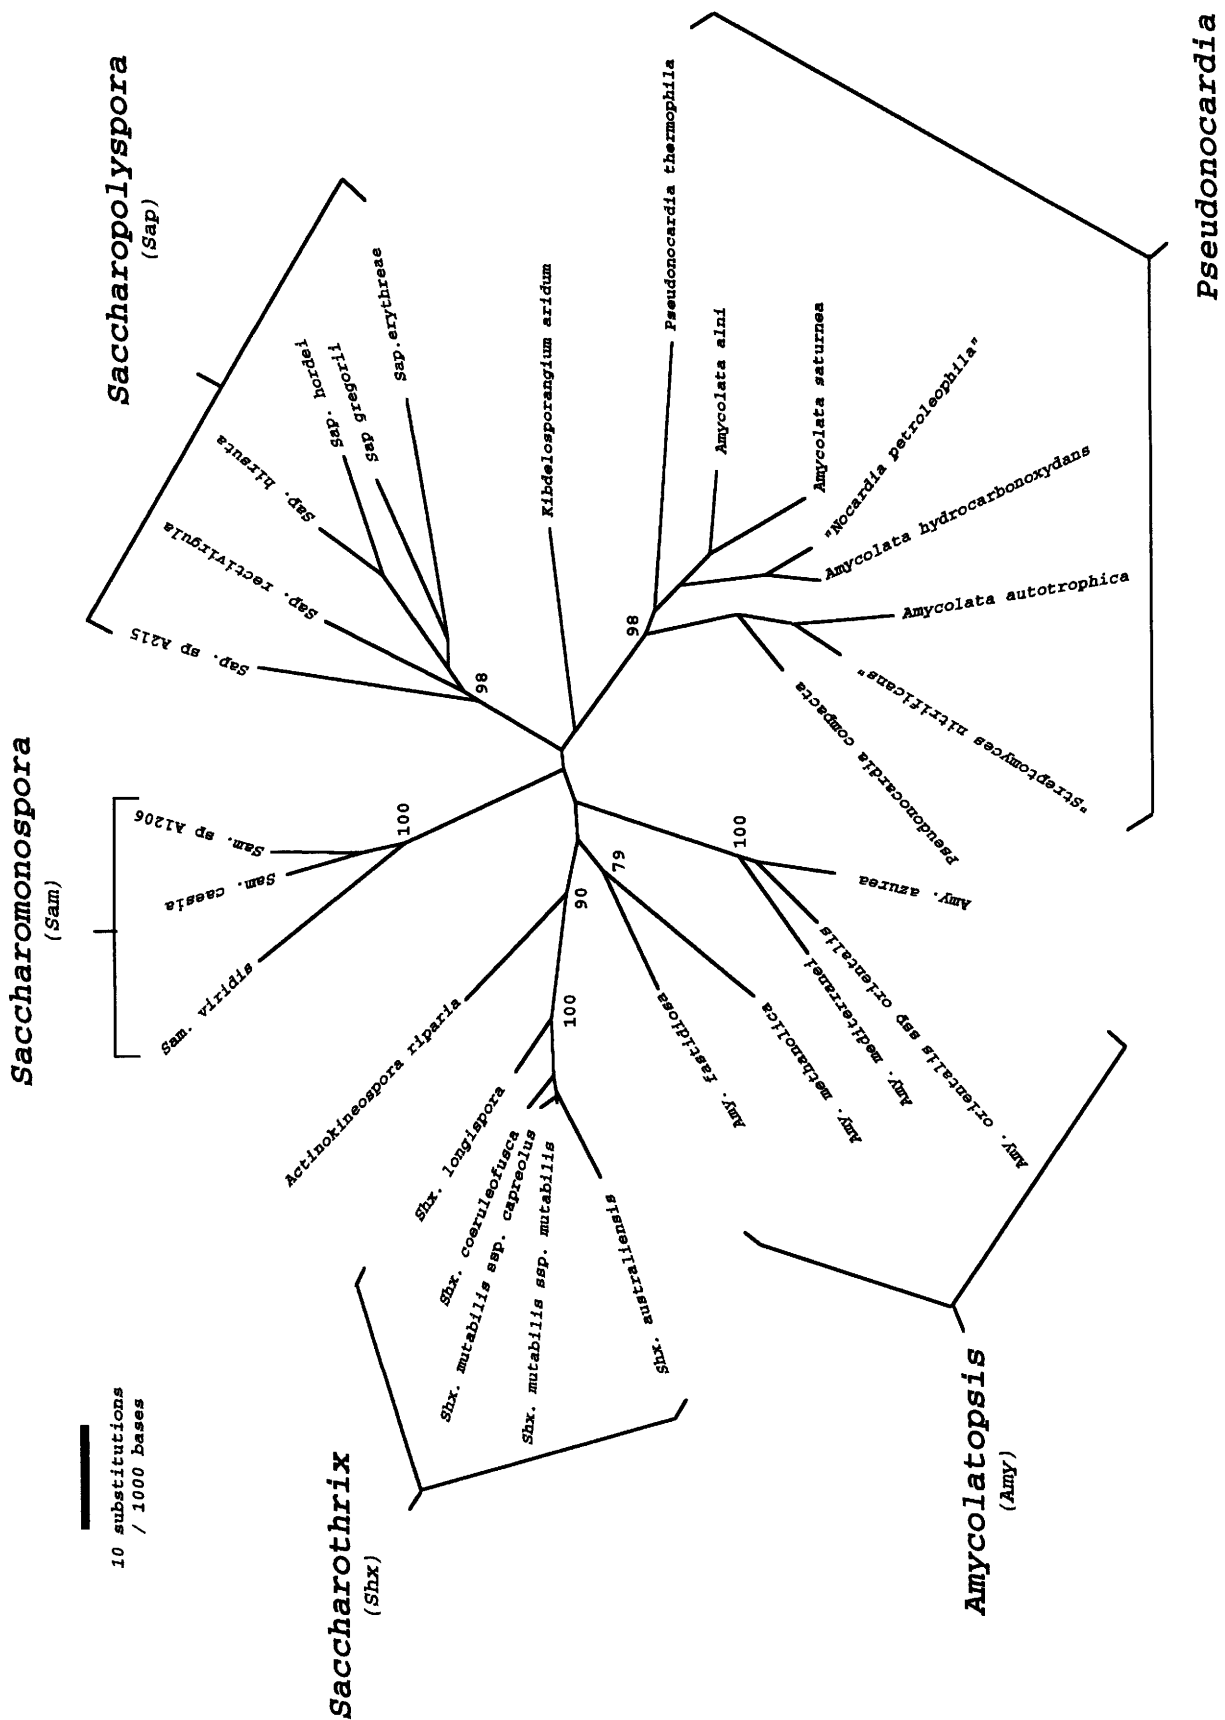 Saccharopolyspora
(Sap)
Sap. sp A215
Sap. rectivirgula
Sap. hirsuta
Sap. hordei
Sap gregorii
Sap.erythreae
98
Kibdelosporangium aridum
Pseudonocardia
Pseudonocardia thermophila
Amycolata alni
Amycolata saturnea
"Nocardia petroleophila"
Amycolata hydrocarbonoxydans
Amycolata autotrophica
"Streptomyces nitrificans"
Pseudonocardia compacta
98
Saccharomonospora
(Sam)
Sam. sp A1206
Sam. caesia
Sam. viridis
100
Amycolatopsis
(Amy)
Amy. azurea
Amy. orientalis ssp orientalis
Amy. mediterranei
Amy. methanolica
Amy. fastidiosa
100
79
90
Actinokineospora riparia
100
Saccharothrix
(Shx)
Shx. longispora
Shx. coeruleofusca
Shx. mutabilis ssp. capreolus
Shx. mutabilis ssp. mutabilis
Shx. australiensis
10 substitutions
/ 1000 bases